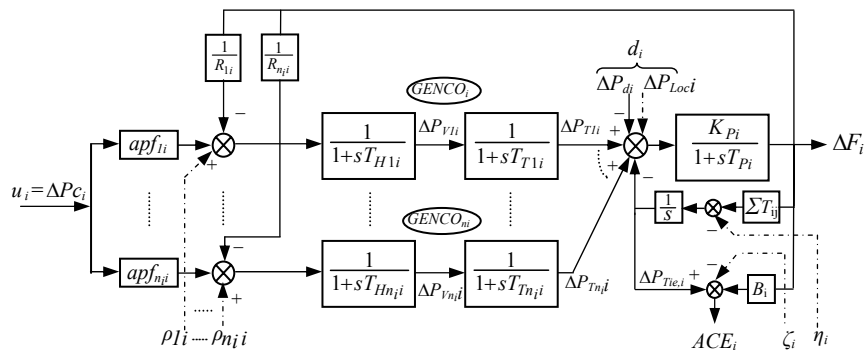 1
R1i
1
Rnii
di
ΔPdi
ΔPLoci
GENCOi
ui=ΔPci
apf1i
−
+
1
1+sTH1i
ΔPV1i
1
1+sTT1i
ΔPT1i
−
−
+
+
−
KPi
1+sTPi
ΔFi
1
s
−
−
ΣTij
GENCOni
apfnii
−
+
1
1+sTHnii
ΔPVnii
1
1+sTTnii
ΔPTnii
ΔPTie,i
+
−
Bi
ρ1i ..... ρnii
ACEi
ζi
ηi